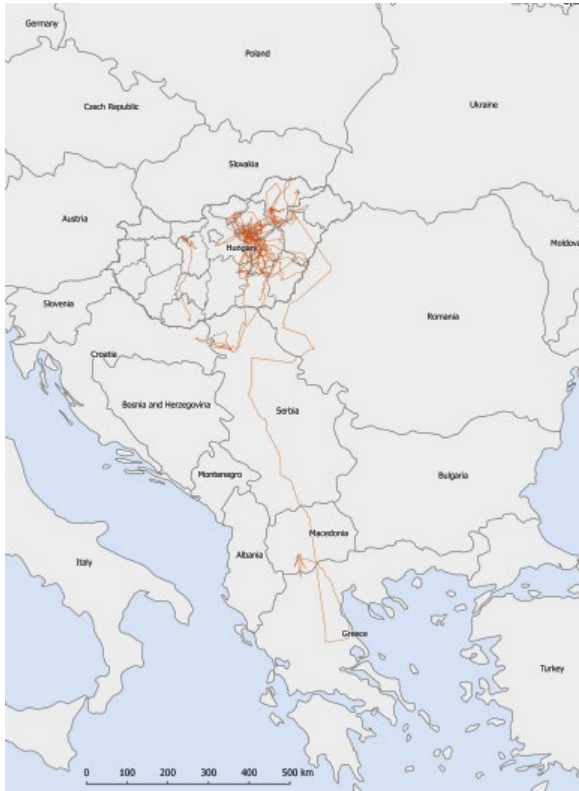 Germany
Poland
Czech Republic
Ukraine
Slovakia
Austria
Moldova
Hungary
Slovenia
Romania
Croatia
Bosnia and Herzegovina
Serbia
Montenegro
Bulgaria
Macedonia
Albania
Italy
Greece
Turkey
0 100 200 300 400 500 km